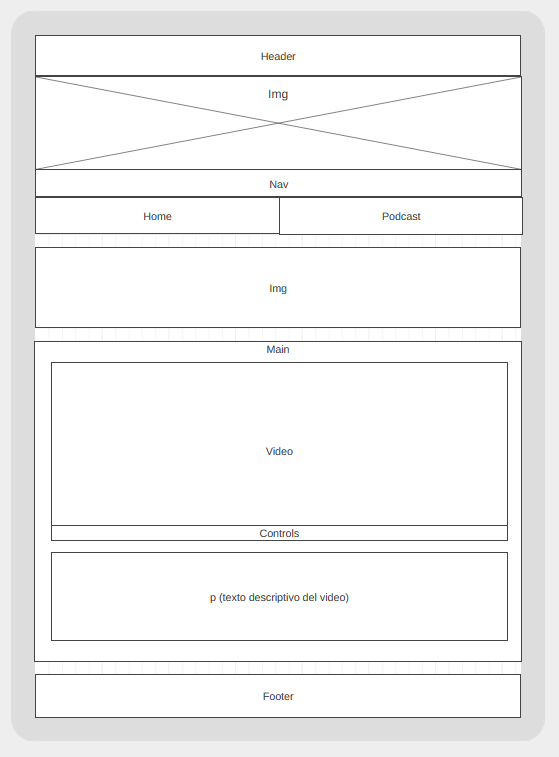 Header
Img
Nav
Home
Podcast
Img
Main
Video
Controls
p (texto descriptivo del video)
Footer